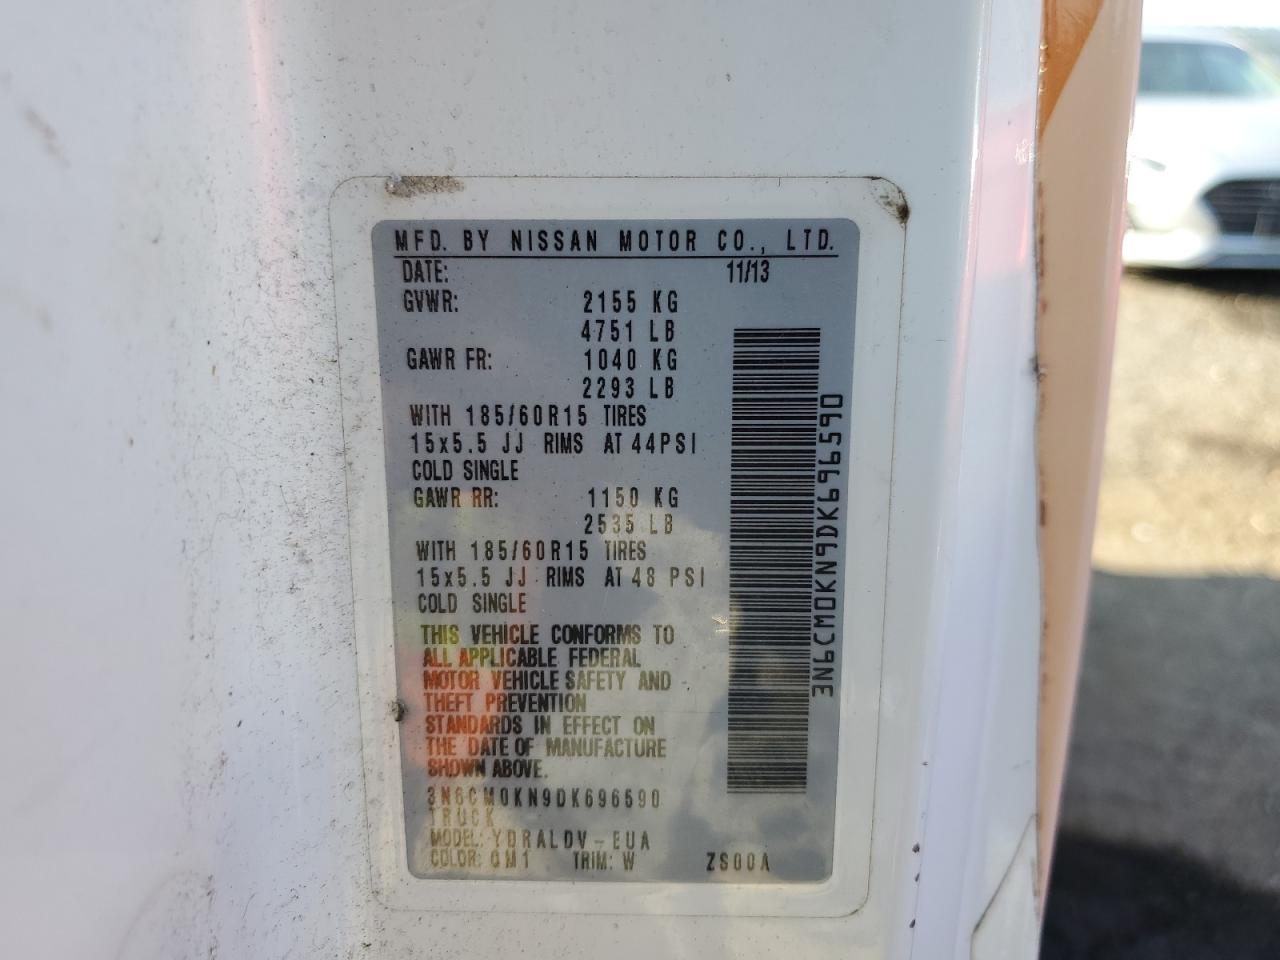 MFD. BY NISSAN MOTOR CO., LTD.
DATE: 11/13
GVWR: 2155 KG
4751 LB
GAWR FR: 1040 KG
2293 LB
WITH 185/60R15 TIRES
15x5.5 JJ RIMS AT 44PSI
COLD SINGLE
GAWR RR: 1150 KG
2535 LB
WITH 185/60R15 TIRES
15x5.5 JJ RIMS AT 48 PSI
COLD SINGLE
THIS VEHICLE CONFORMS TO
ALL APPLICABLE FEDERAL
MOTOR VEHICLE SAFETY AND
THEFT PREVENTION
STANDARDS IN EFFECT ON
THE DATE OF MANUFACTURE
SHOWN ABOVE.
3N6CM0KN9DK696590
TRUCK
MODEL: YDRALDV-EUA
COLOR: QM1 TRIM: W ZS00A
3N6CM0KN9DK696590